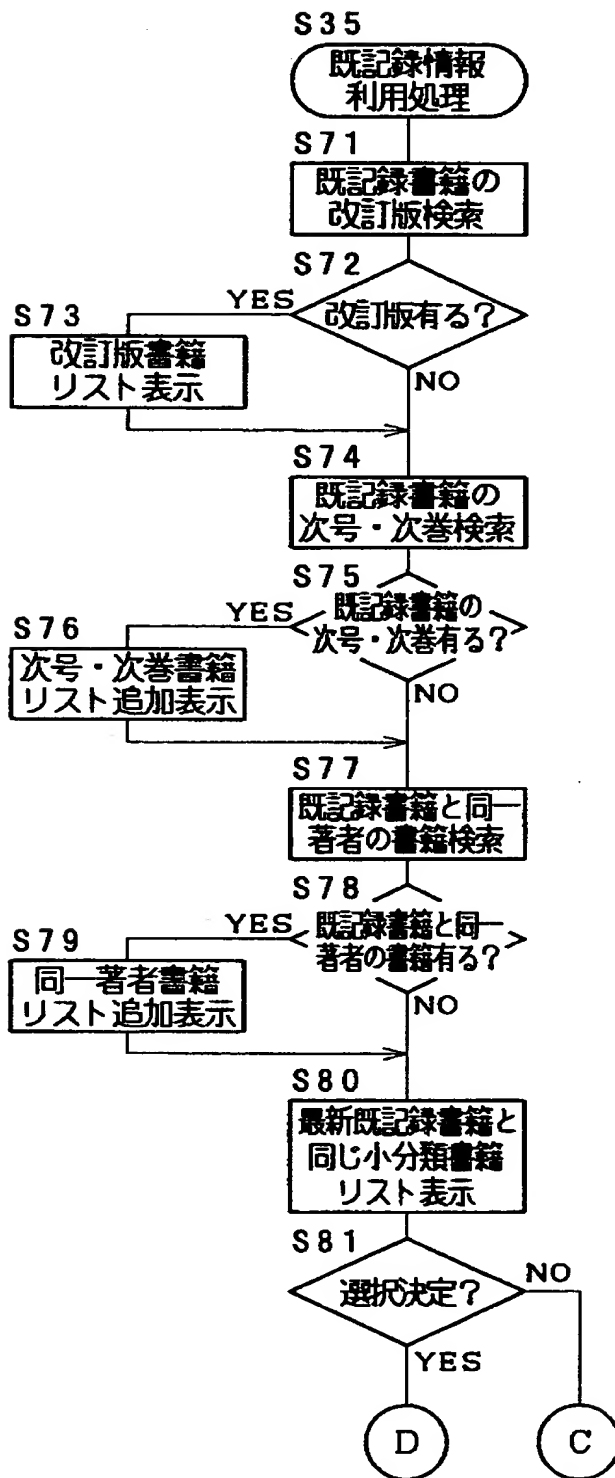 S35
既記録情報
利用処理
S71
既記録書籍の
改訂版検索
S72
改訂版有る?
YES
NO
S73
改訂版書籍
リスト表示
S74
既記録書籍の
次号・次巻検索
S75
既記録書籍の
次号・次巻有る?
YES
NO
S76
次号・次巻書籍
リスト追加表示
S77
既記録書籍と同一
著者の書籍検索
S78
既記録書籍と同一
著者の書籍有る?
YES
NO
S79
同一著者書籍
リスト追加表示
S80
最新既記録書籍と
同じ小分類書籍
リスト表示
S81
選択決定?
NO
YES
D
C